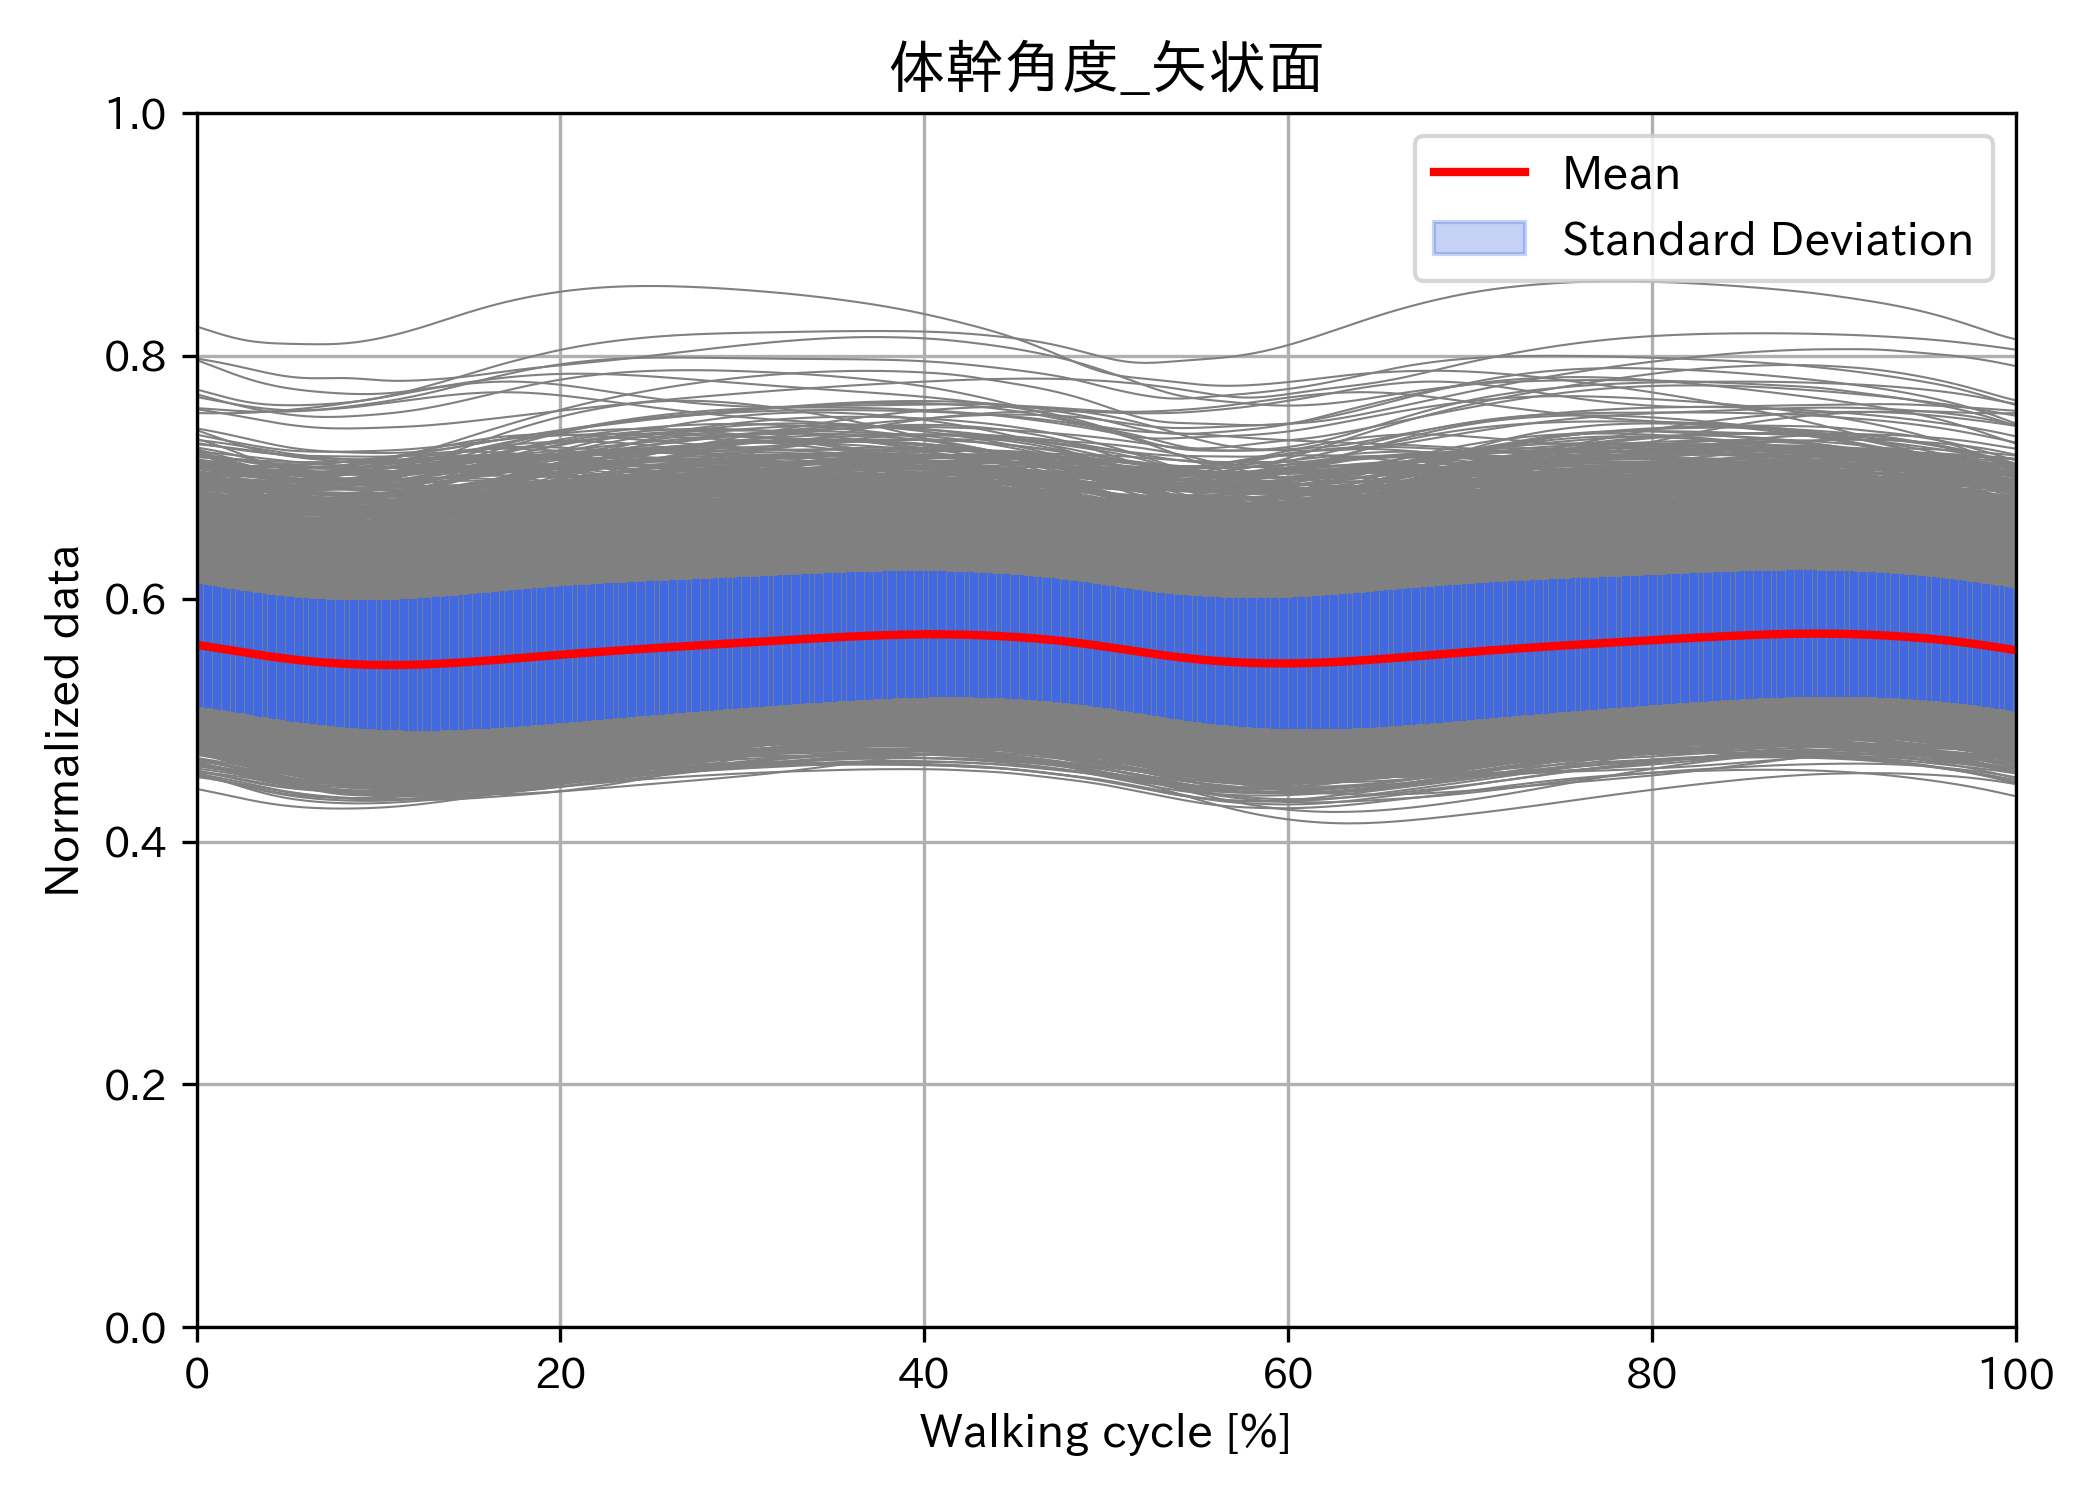 体幹角度_矢状面
1.0
0.8
0.6
0.4
0.2
0.0
Normalized data
Mean
Standard Deviation
0 20 40 60 80 100
Walking cycle [%]